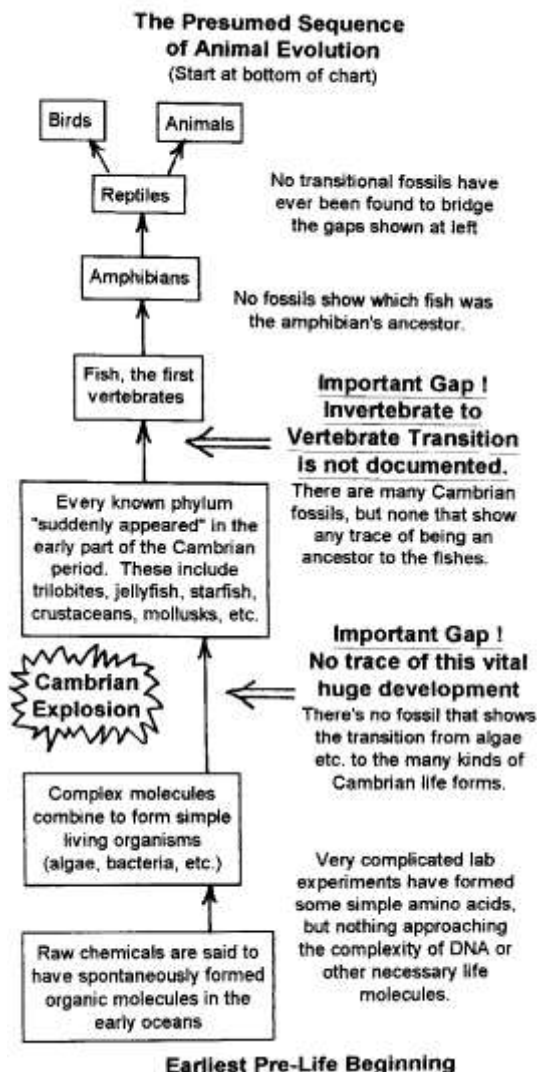 The Presumed Sequence
of Animal Evolution
(Start at bottom of chart)
Birds
Animals
Reptiles
No transitional fossils have
ever been found to bridge
the gaps shown at left
Amphibians
No fossils show which fish was
the amphibian's ancestor.
Fish, the first
vertebrates
Important Gap !
Invertebrate to
Vertebrate Transition
is not documented.
There are many Cambrian
fossils, but none that show
any trace of being an
ancestor to the fishes.
Every known phylum
"suddenly appeared" in the
early part of the Cambrian
period. These include
trilobites, jellyfish, starfish,
crustaceans, mollusks, etc.
Important Gap !
No trace of this vital
huge development
There's no fossil that shows
the transition from algae
etc. to the many kinds of
Cambrian life forms.
Cambrian
Explosion
Complex molecules
combine to form simple
living organisms
(algae, bacteria, etc.)
Very complicated lab
experiments have formed
some simple amino acids,
but nothing approaching
the complexity of DNA or
other necessary life
molecules.
Raw chemicals are said to
have spontaneously formed
organic molecules in the
early oceans
Earliest Pre-Life Beginning